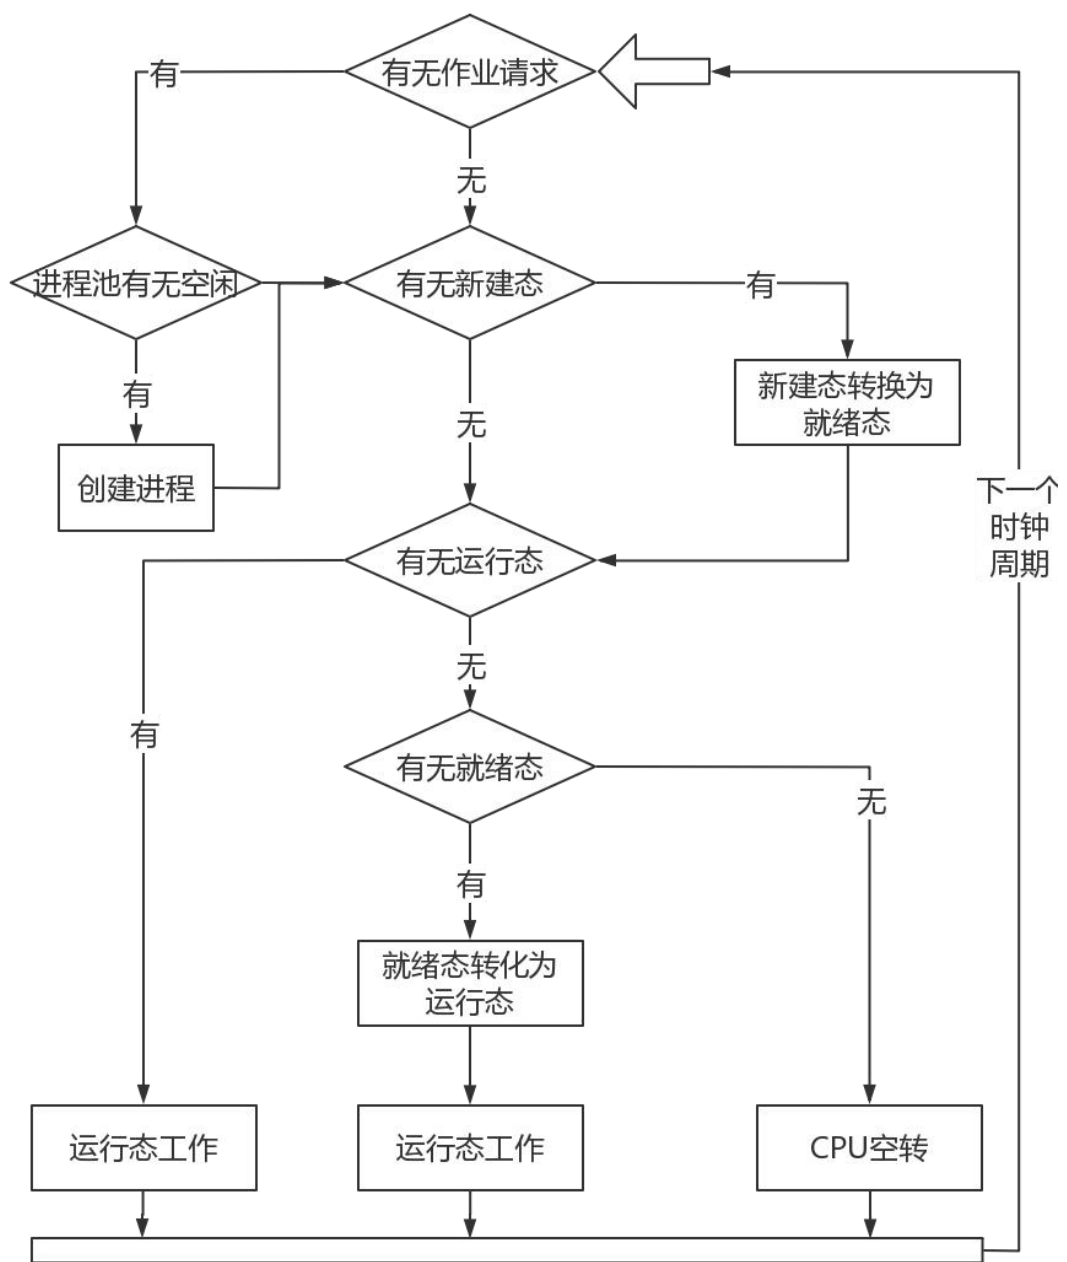 有无作业请求
有
无
进程池有无空闲
有无新建态
有
有
新建态转换为
就绪态
无
创建进程
下一个
时钟
周期
有无运行态
无
有
有无就绪态
无
有
就绪态转化为
运行态
运行态工作
运行态工作
CPU空转